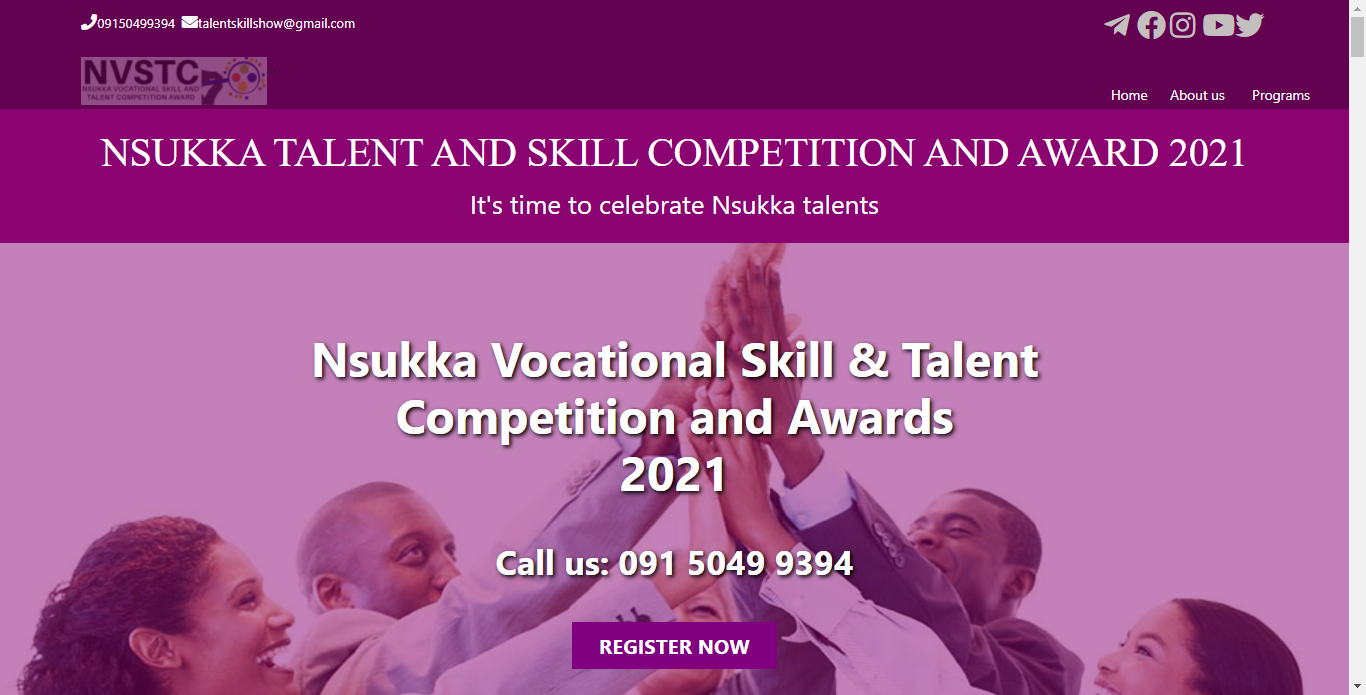 09150499394 talentskillshow@gmail.com
NVSTC
NSUKKA VOCATIONAL SKILL AND
TALENT COMPETITION AWARD
Home About us Programs
NSUKKA TALENT AND SKILL COMPETITION AND AWARD 2021
It's time to celebrate Nsukka talents
Nsukka Vocational Skill & Talent
Competition and Awards
2021
Call us: 091 5049 9394
REGISTER NOW